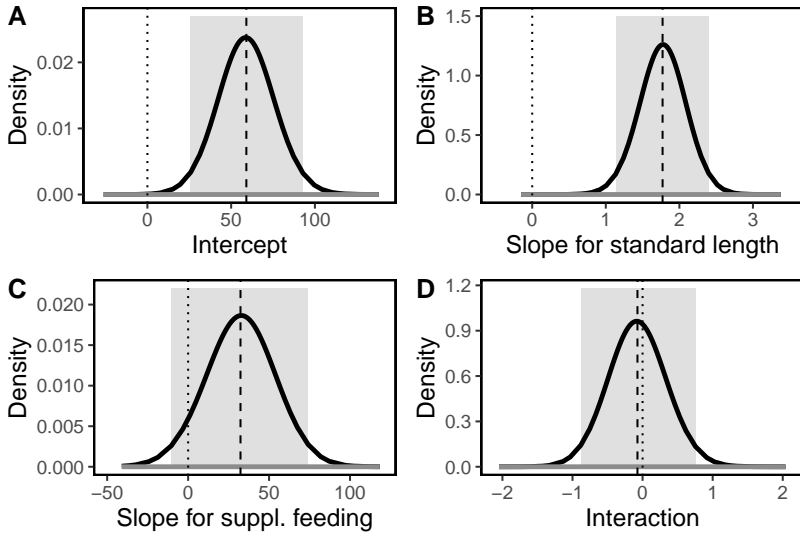 A
Density
0.02
0.01
0.00
0
50
100
Intercept
B
Density
1.5
1.0
0.5
0.0
0
1
2
3
Slope for standard length
C
Density
0.020
0.015
0.010
0.005
0.000
−50
0
50
100
Slope for suppl. feeding
D
Density
1.2
0.9
0.6
0.3
0.0
−2
−1
0
1
2
Interaction